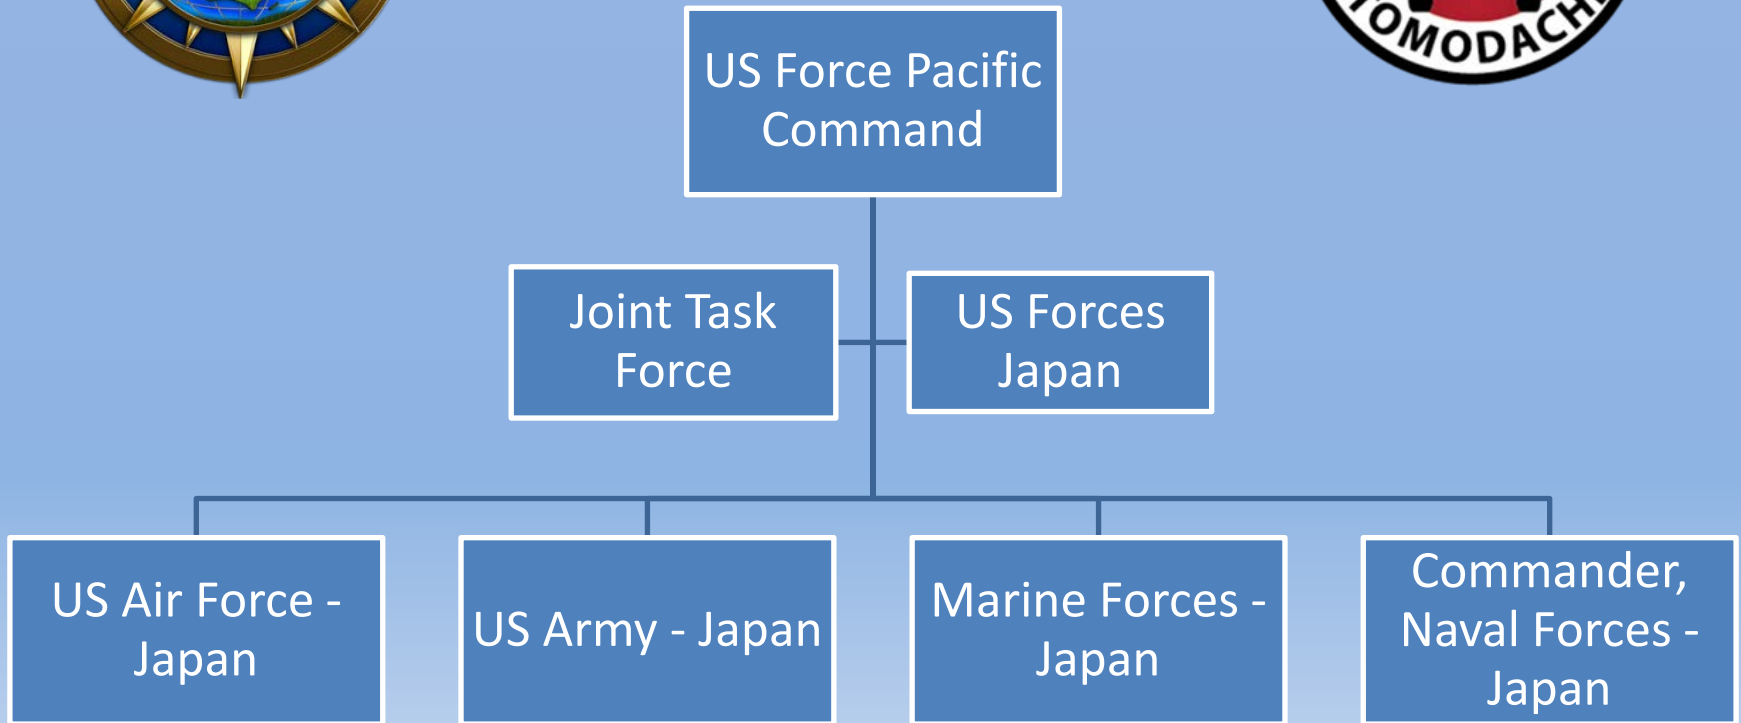 TOMODACHI
US Force Pacific
Command
Joint Task
Force
US Forces
Japan
US Air Force -
Japan
US Army - Japan
Marine Forces -
Japan
Commander,
Naval Forces -
Japan